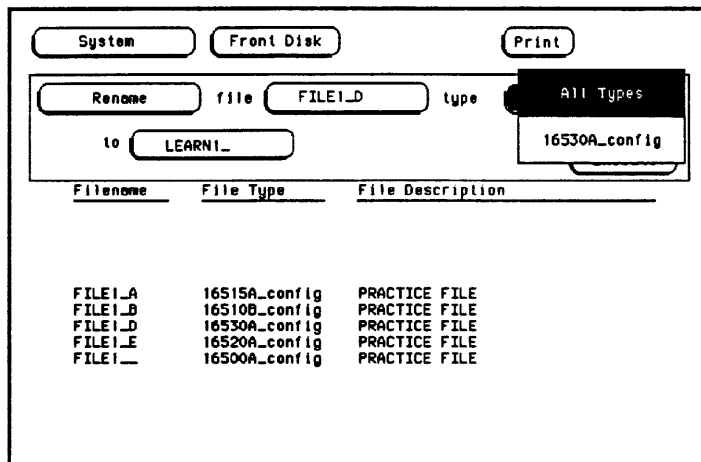 System Front Disk Print
Rename file FILE1_D type All Types
to LEARN1_ 16530A_config
Filename File Type File Description
FILE1_A 16515A_config PRACTICE FILE
FILE1_B 16510B_config PRACTICE FILE
FILE1_D 16530A_config PRACTICE FILE
FILE1_E 16520A_config PRACTICE FILE
FILE1__ 16500A_config PRACTICE FILE